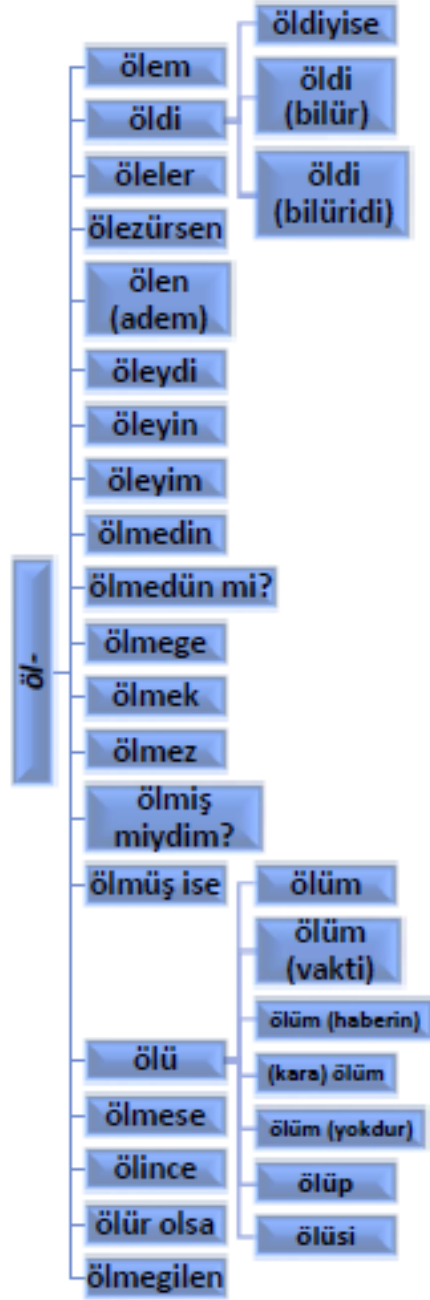 öl-
ölem
öldi
öldiyise
öldi
(bilür)
öldi
(bilüridi)
öleler
ölezürsen
ölen
(adem)
öleydi
öleyin
öleyim
ölmedin
ölmedün mi?
ölmege
ölmek
ölmez
ölmiş
miydim?
ölmüş ise
ölü
ölüm
ölüm
(vakti)
ölüm (haberin)
(kara) ölüm
ölüm (yokdur)
ölüp
ölüsi
ölmese
ölince
ölür olsa
ölmegilen